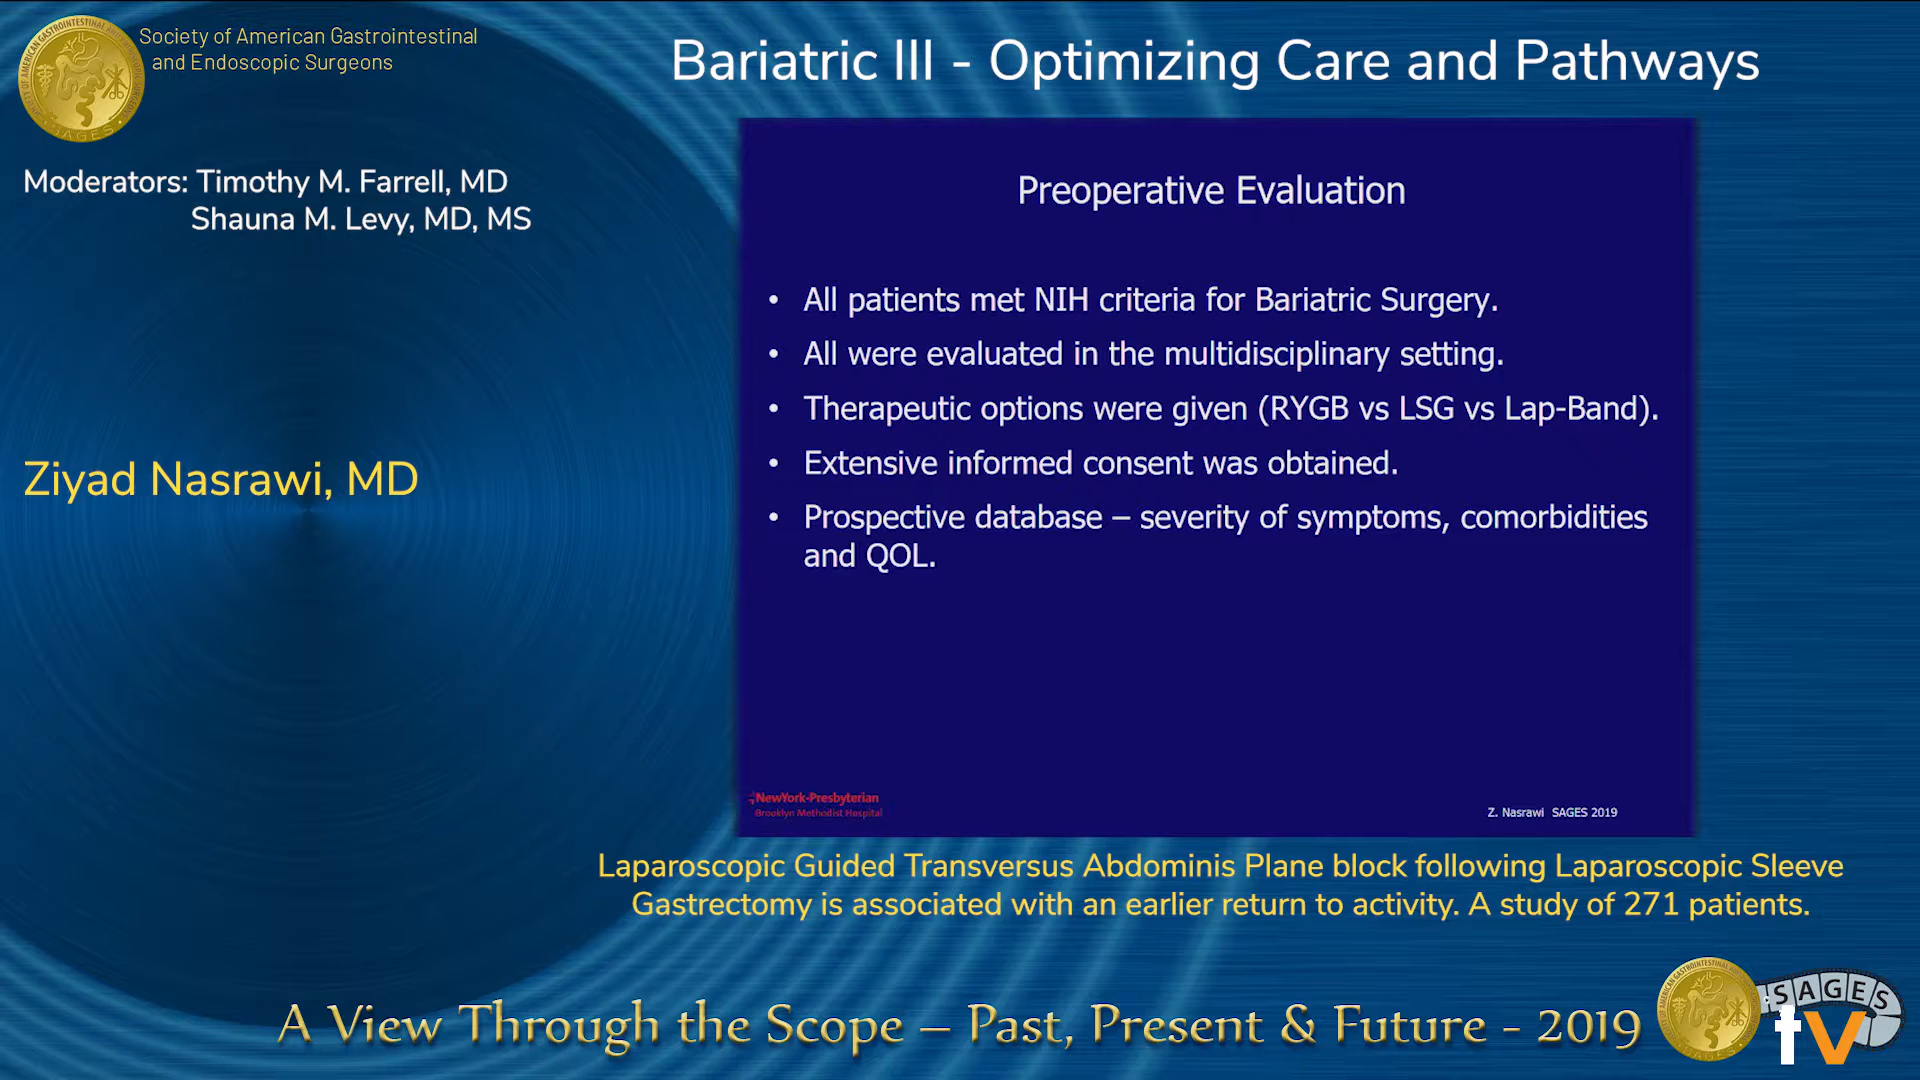 Society of American Gastrointestinal
and Endoscopic Surgeons
Bariatric III - Optimizing Care and Pathways
Moderators: Timothy M. Farrell, MD
Shauna M. Levy, MD, MS
Ziyad Nasrawi, MD
Preoperative Evaluation
• All patients met NIH criteria for Bariatric Surgery.
• All were evaluated in the multidisciplinary setting.
• Therapeutic options were given (RYGB vs LSG vs Lap-Band).
• Extensive informed consent was obtained.
• Prospective database – severity of symptoms, comorbidities
and QOL.
NewYork-Presbyterian
Brooklyn Methodist Hospital
Z. Nasrawi SAGES 2019
Laparoscopic Guided Transversus Abdominis Plane block following Laparoscopic Sleeve
Gastrectomy is associated with an earlier return to activity. A study of 271 patients.
A View Through the Scope – Past, Present & Future - 2019
SAGES
tv